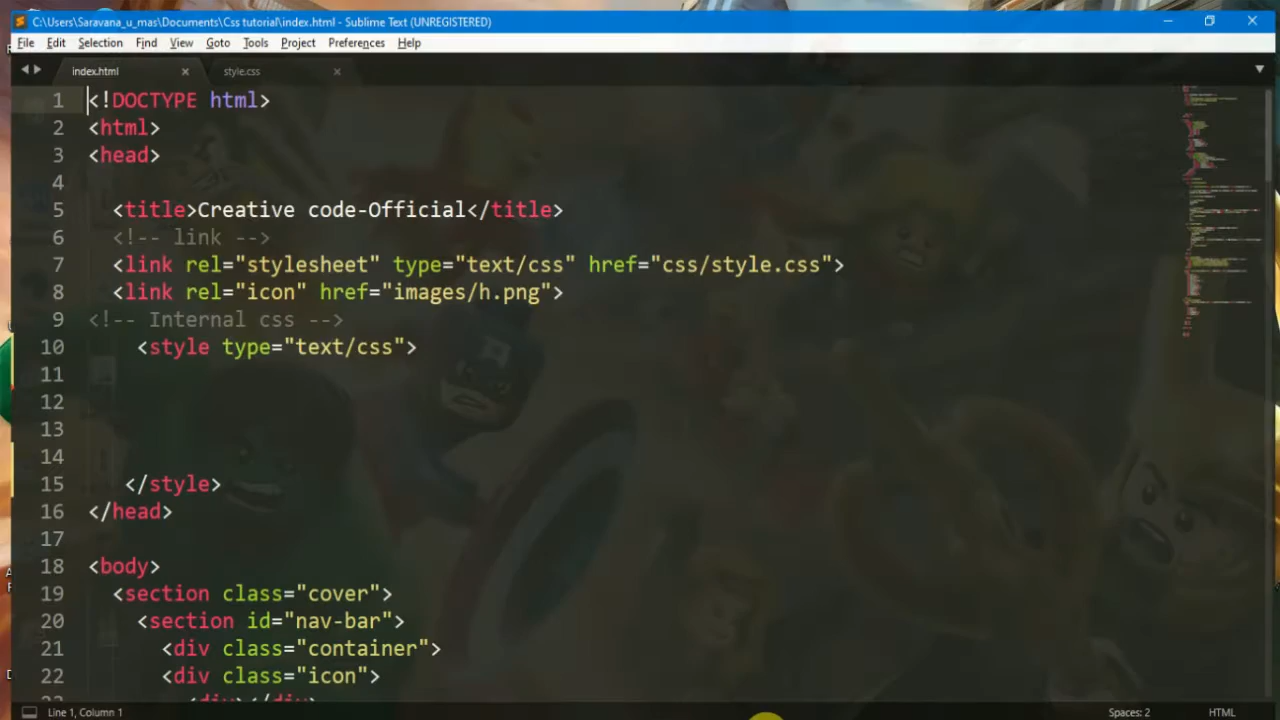 C:\Users\Saravana_u_mas\Documents\Css tutorial\index.html - Sublime Text (UNREGISTERED)
File Edit Selection Find View Goto Tools Project Preferences Help
index.html style.css
1 <!DOCTYPE html>
2 <html>
3 <head>
4
5 <title>Creative code-Official</title>
6 <!-- link -->
7 <link rel="stylesheet" type="text/css" href="css/style.css">
8 <link rel="icon" href="images/h.png">
9 <!-- Internal css -->
10 <style type="text/css">
11
12
13
14
15 </style>
16 </head>
17
18 <body>
19 <section class="cover">
20 <section id="nav-bar">
21 <div class="container">
22 <div class="icon">
23 <div></div>
Line 1, Column 1 Spaces: 2 HTML